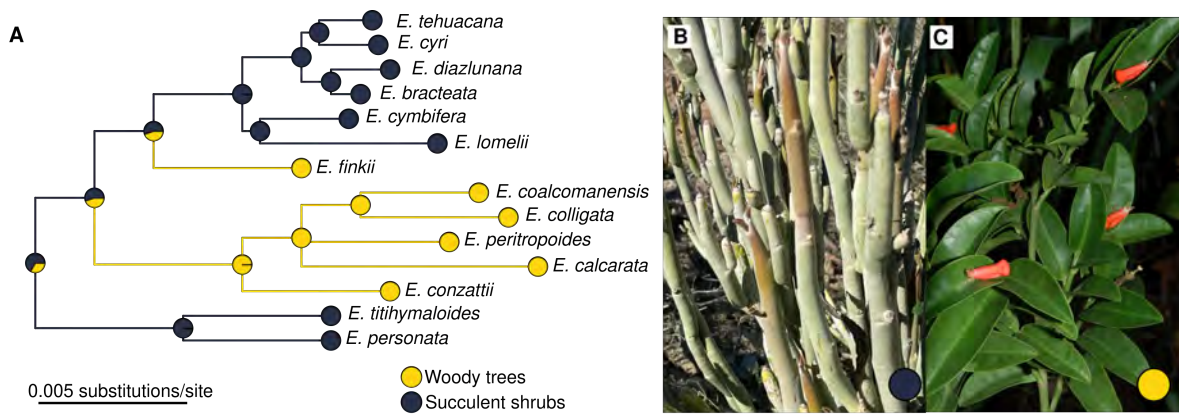 A
E. tehuacana
E. cyri
E. diazlunana
E. bracteata
E. cymbifera
E. lomelii
E. finkii
E. coalcomanensis
E. colligata
E. peritropoides
E. calcarata
E. conzattii
E. titihymaloides
E. personata
0.005 substitutions/site
Woody trees
Succulent shrubs
B
C